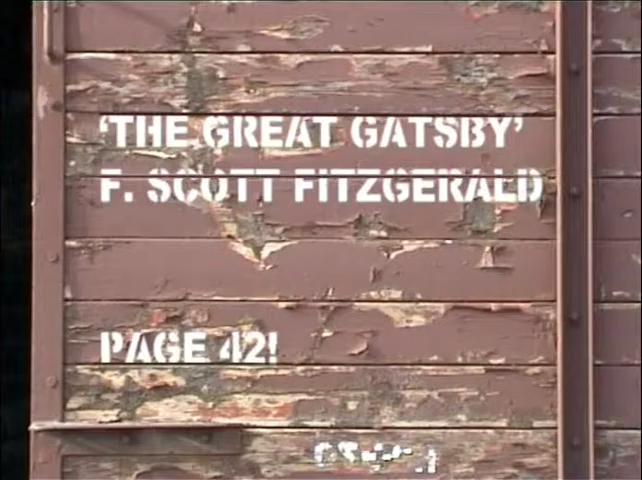 ‘THE GREAT GATSBY’
F. SCOTT FITZGERALD
PAGE 42!